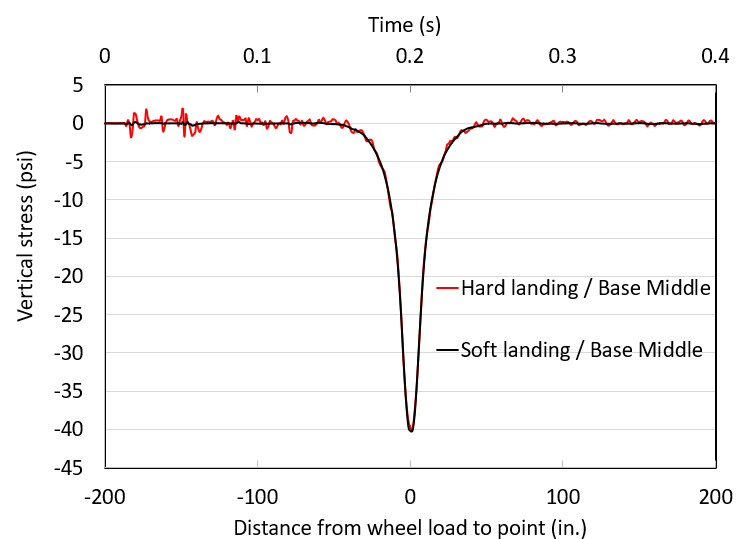 Time (s)
0 0.1 0.2 0.3 0.4
5
0
-5
-10
-15
-20
-25
-30
-35
-40
-45
Vertical stress (psi)
Hard landing / Base Middle
Soft landing / Base Middle
-200 -100 0 100 200
Distance from wheel load to point (in.)